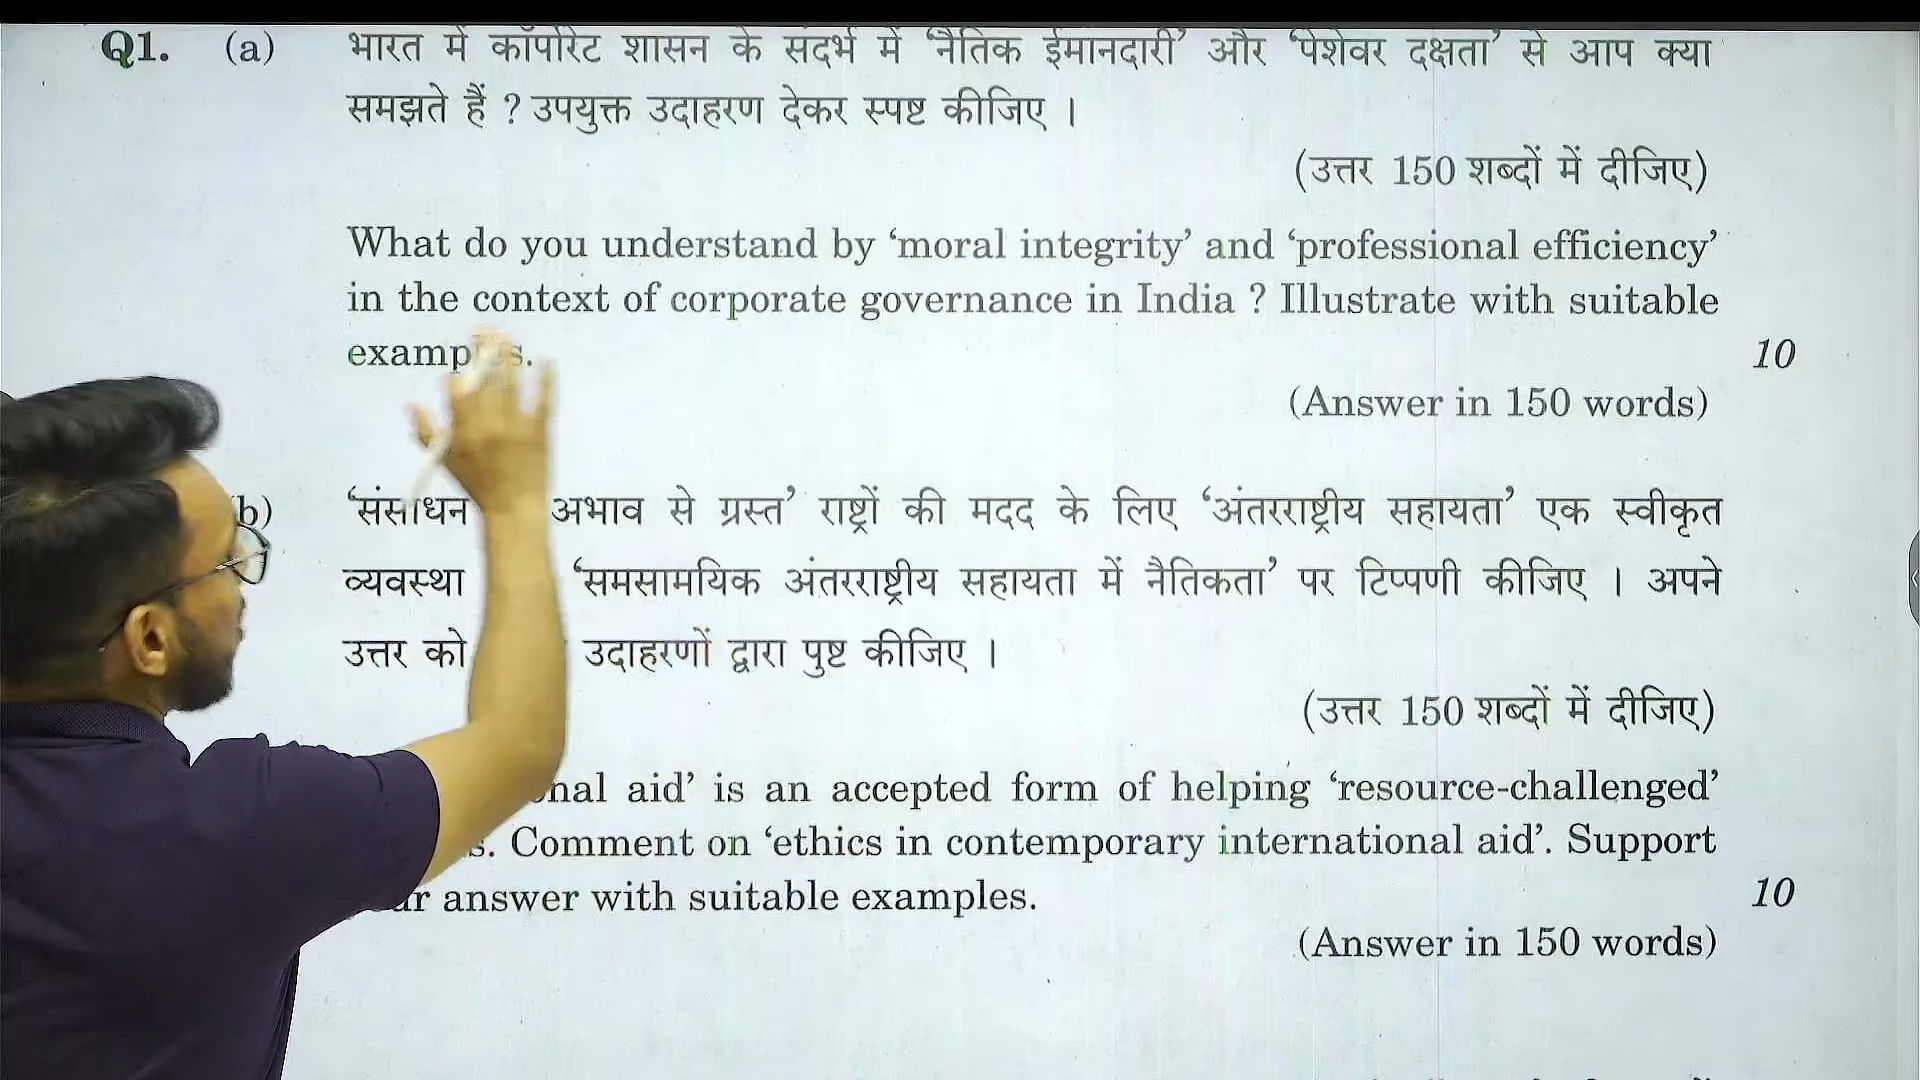 Q1. (a) भारत में कॉर्पोरेट शासन के संदर्भ में ‘नैतिक ईमानदारी’ और ‘पेशेवर दक्षता’ से आप क्या
समझते हैं ? उपयुक्त उदाहरण देकर स्पष्ट कीजिए ।
(उत्तर 150 शब्दों में दीजिए)
What do you understand by ‘moral integrity’ and ‘professional efficiency’
in the context of corporate governance in India ? Illustrate with suitable
examples. 10
(Answer in 150 words)
b) ‘संसाधन अभाव से ग्रस्त’ राष्ट्रों की मदद के लिए ‘अंतरराष्ट्रीय सहायता’ एक स्वीकृत
व्यवस्था ‘समसामयिक अंतरराष्ट्रीय सहायता में नैतिकता’ पर टिप्पणी कीजिए । अपने
उत्तर को उदाहरणों द्वारा पुष्ट कीजिए ।
(उत्तर 150 शब्दों में दीजिए)
aid’ is an accepted form of helping ‘resource-challenged’
Comment on ‘ethics in contemporary international aid’. Support
answer with suitable examples. 10
(Answer in 150 words)